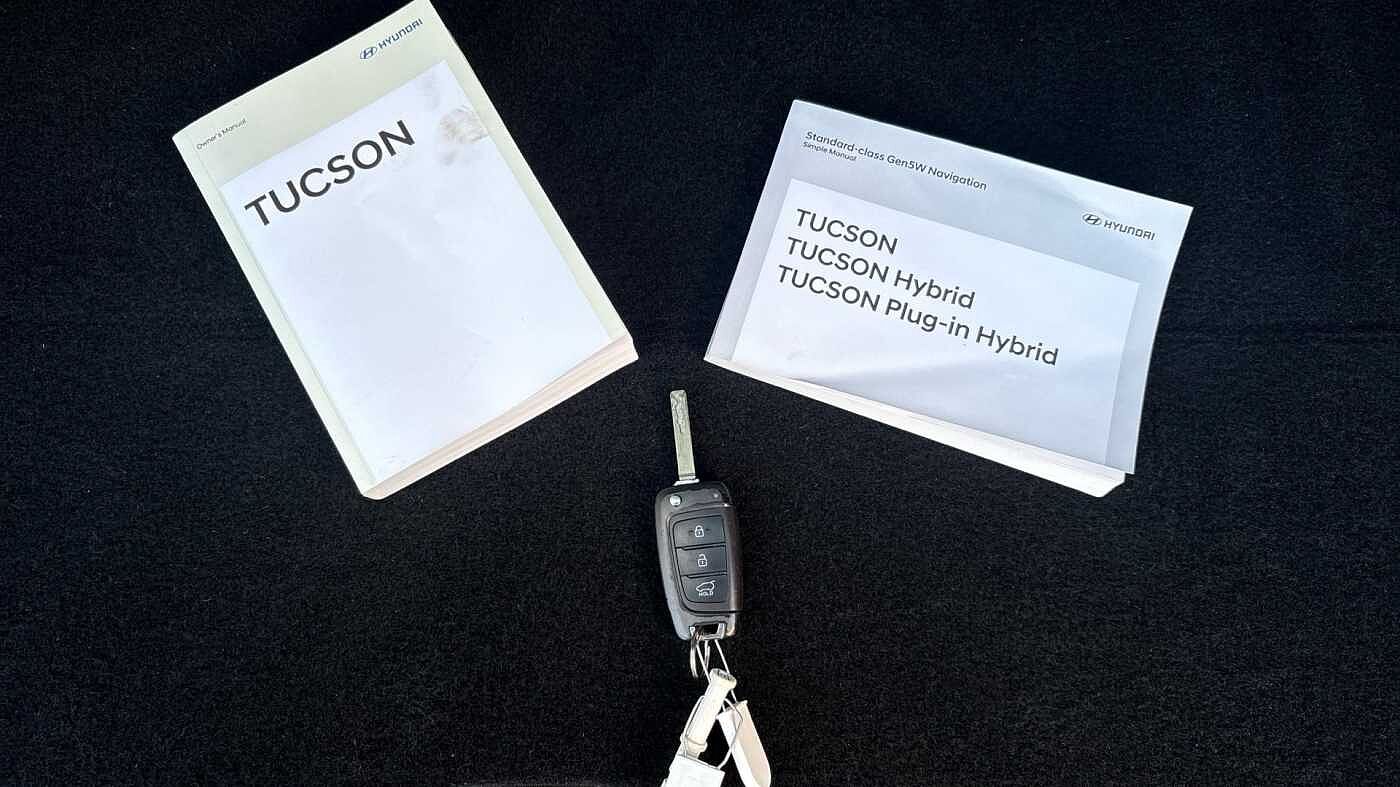 HYUNDAI
Owner's Manual
TUCSON
Standard-class Gen5W Navigation
Simple Manual
HYUNDAI
TUCSON
TUCSON Hybrid
TUCSON Plug-in Hybrid
HOLD